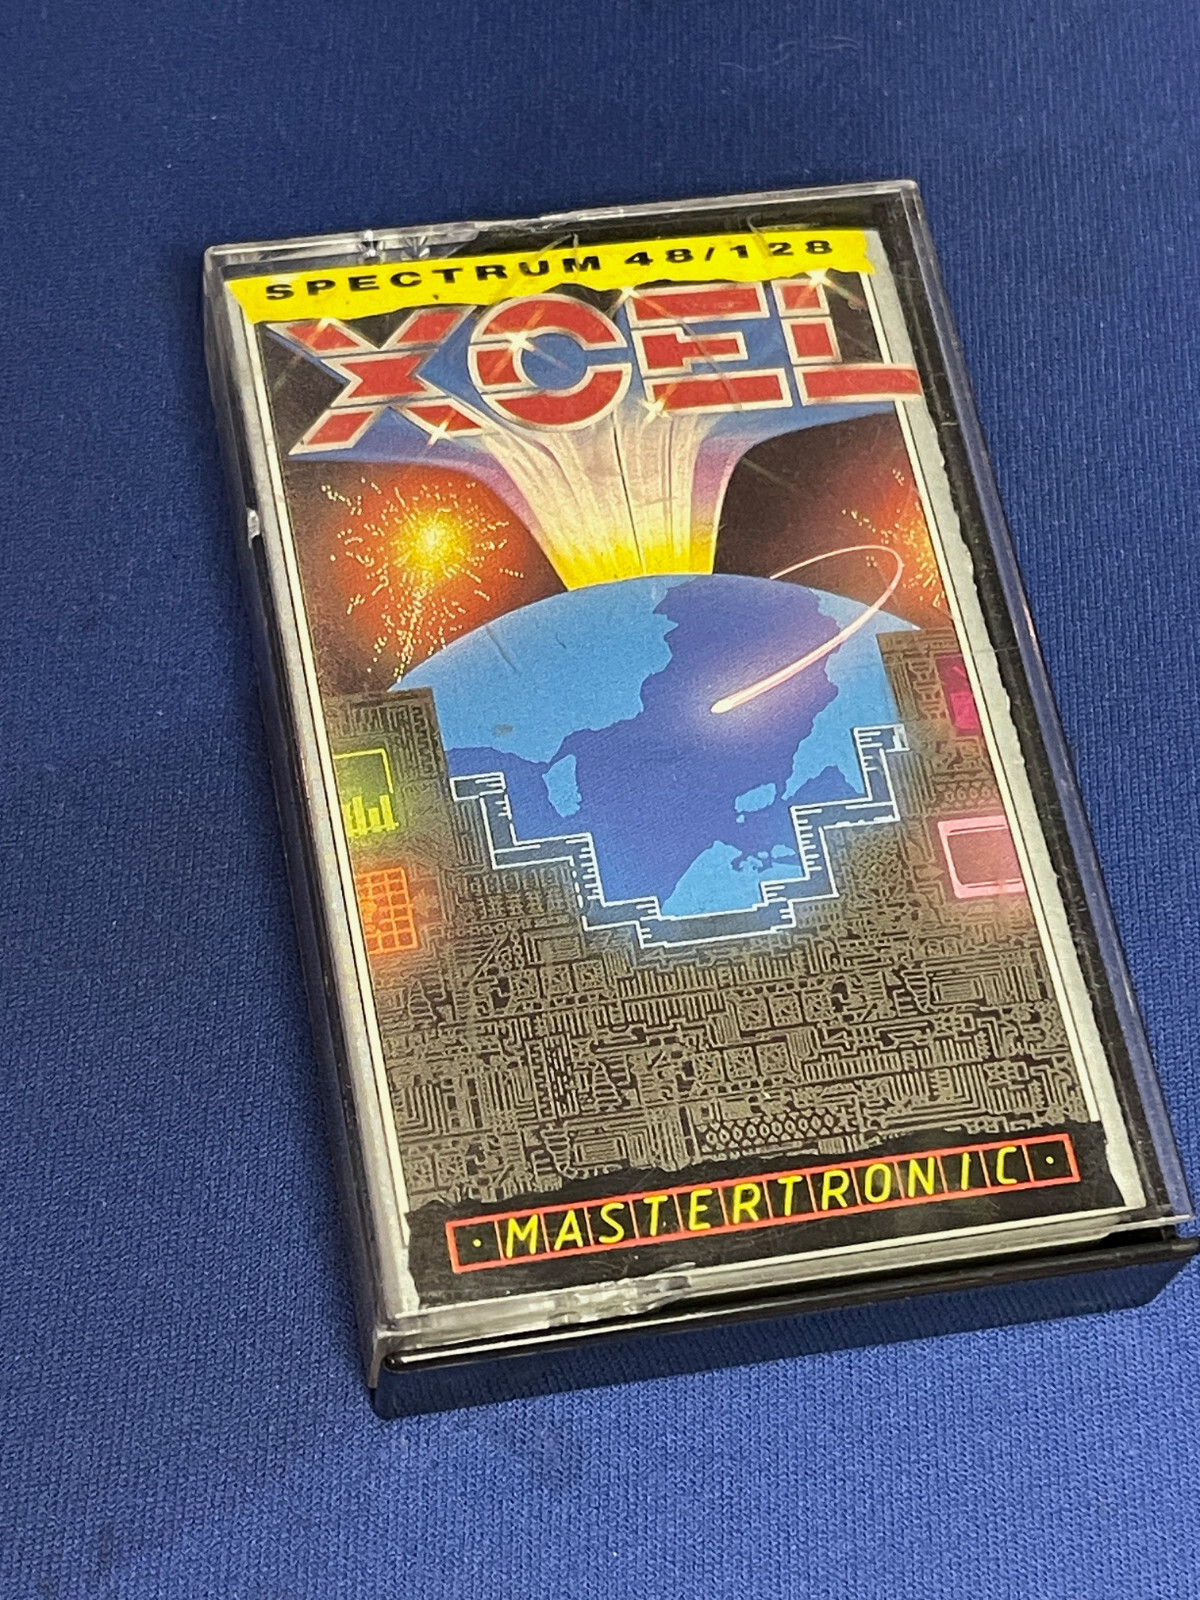 SPECTRUM 48/128
XCEL
·MASTERTRONIC·